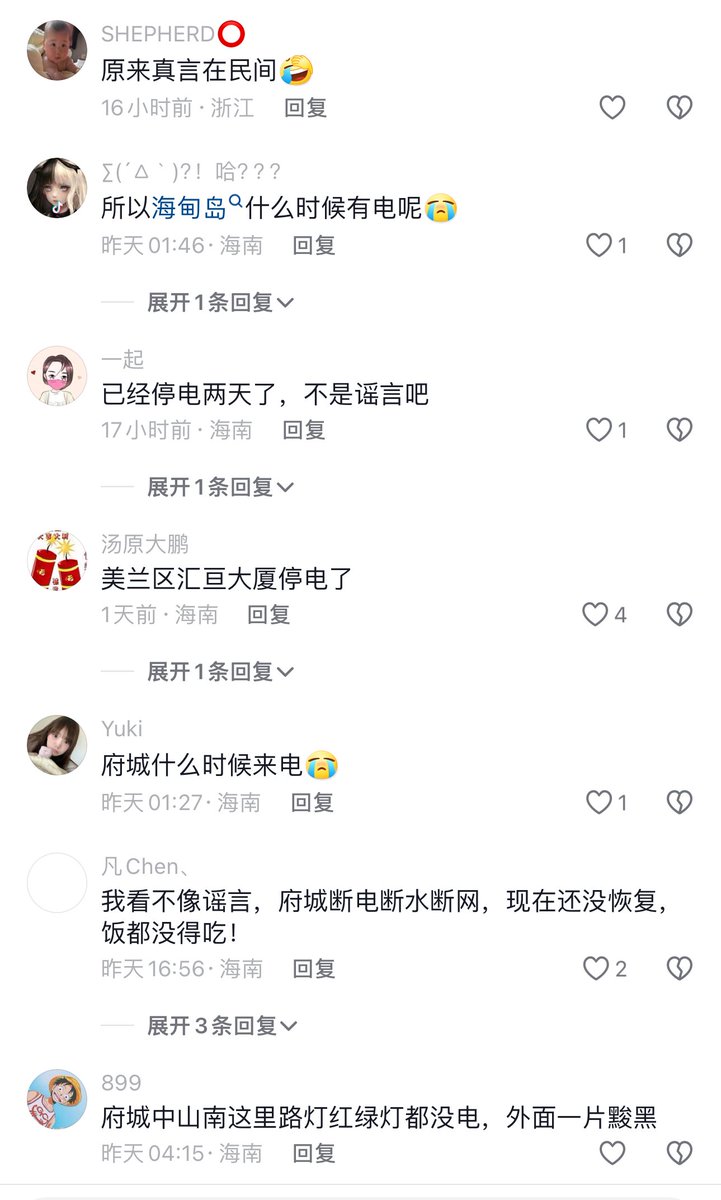 SHEPHERD⭕
原来真言在民间🤣
16小时前·浙江 回复
∑(´△｀)?！哈???
所以海甸岛什么时候有电呢😭
昨天01:46·海南 回复
1
展开1条回复
一起
已经停电两天了，不是谣言吧
17小时前·海南 回复
1
展开1条回复
汤原大鹏
美兰区汇亘大厦停电了
1天前·海南 回复
4
展开1条回复
Yuki
府城什么时候来电😭
昨天01:27·海南 回复
1
凡Chen、
我看不像谣言，府城断电断水断网，现在还没恢复，
饭都没得吃！
昨天16:56·海南 回复
2
展开3条回复
899
府城中山南这里路灯红绿灯都没电，外面一片黢黑
昨天04:15·海南 回复